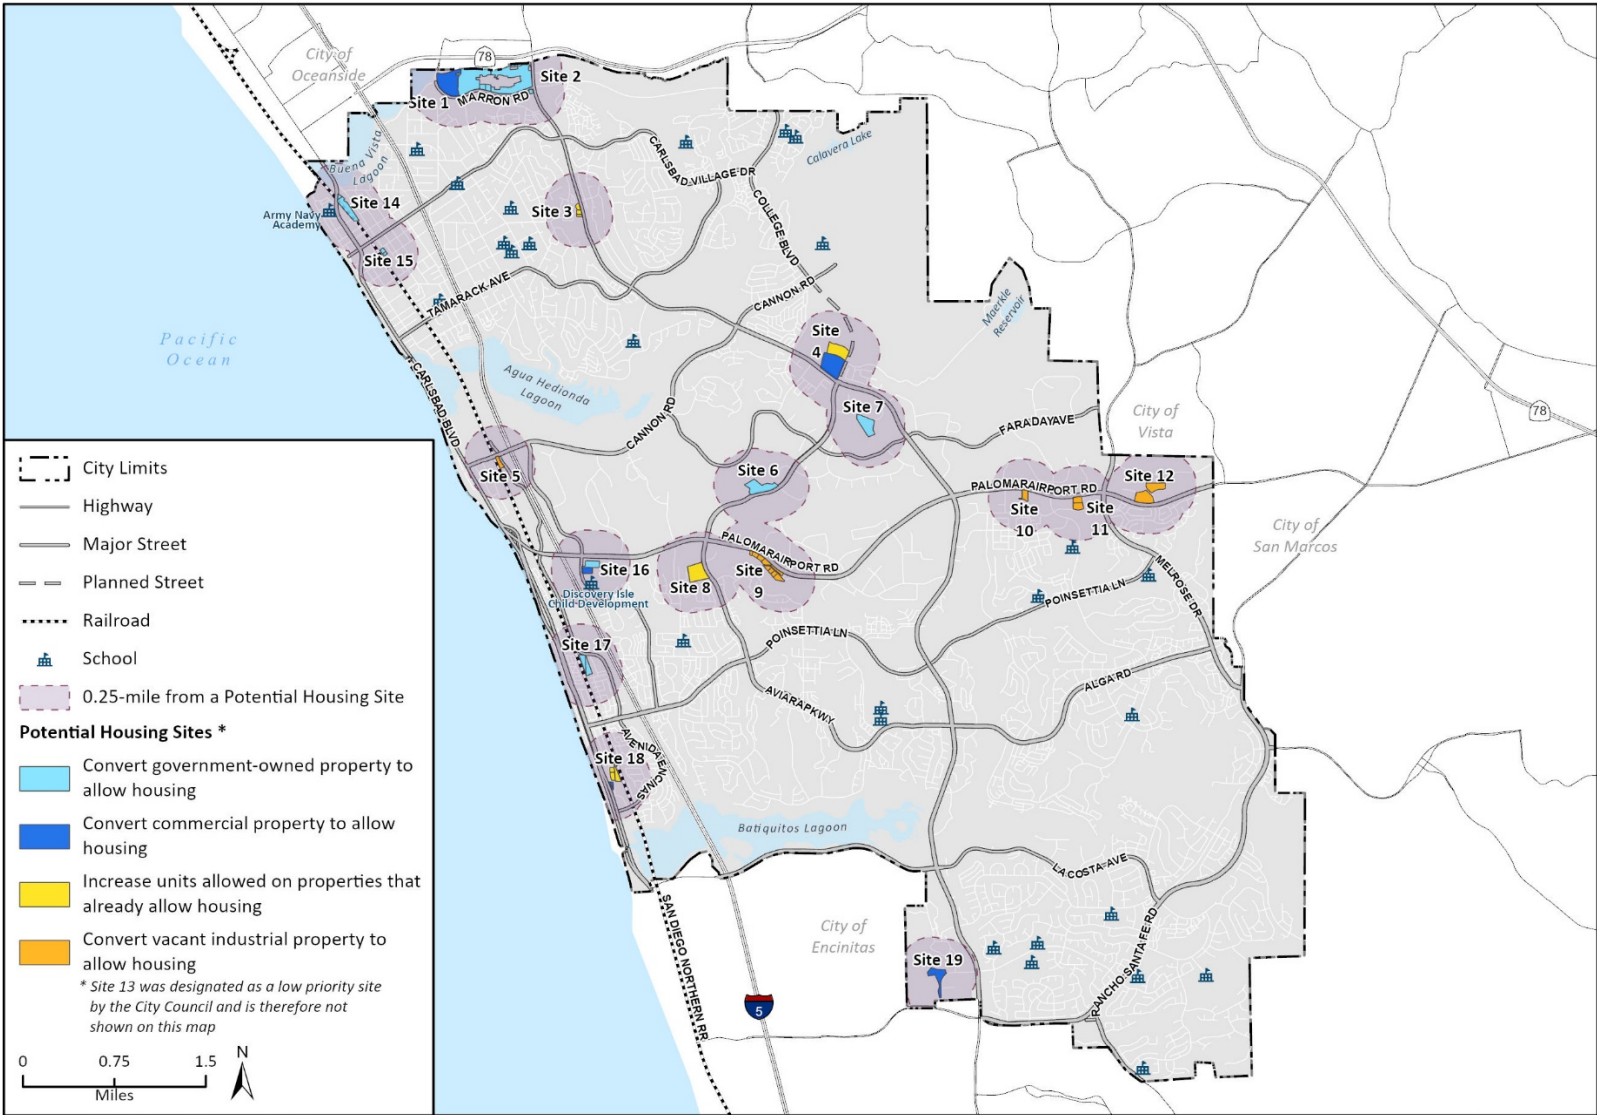 City of
Oceanside
78
Site 2
Site 1
MARRON RD
Buena Vista
Lagoon
CARLSBAD VILLAGE DR
Calavera Lake
Site 14
Army Navy
Academy
Site 3
COLLEGE BLVD
Site 15
TAMARACK AVE
CANNON RD
Maerkle
Reservoir
Pacific
Ocean
Site
4
Agua Hedionda
Lagoon
CARLSBAD BLVD
CANNON RD
Site 7
FARADAY AVE
City of
Vista
78
Site 5
Site 6
PALOMAR AIRPORT RD
Site 12
Site
10
Site
11
City of
San Marcos
PALOMAR AIRPORT RD
Site 16
Site 8
Site
9
Discovery Isle
Child Development
MELROSE DR
POINSETTIA LN
POINSETTIA LN
Site 17
ALGA RD
AVIARA PKWY
AVENIDA ENCINAS
Site 18
Batiquitos Lagoon
LA COSTA AVE
SAN DIEGO NORTHERN RR
City of
Encinitas
RANCHO SANTA FE RD
Site 19
5
City Limits
Highway
Major Street
Planned Street
Railroad
School
0.25-mile from a Potential Housing Site
Potential Housing Sites *
Convert government-owned property to
allow housing
Convert commercial property to allow
housing
Increase units allowed on properties that
already allow housing
Convert vacant industrial property to
allow housing
* Site 13 was designated as a low priority site
by the City Council and is therefore not
shown on this map
0 0.75 1.5
Miles
N